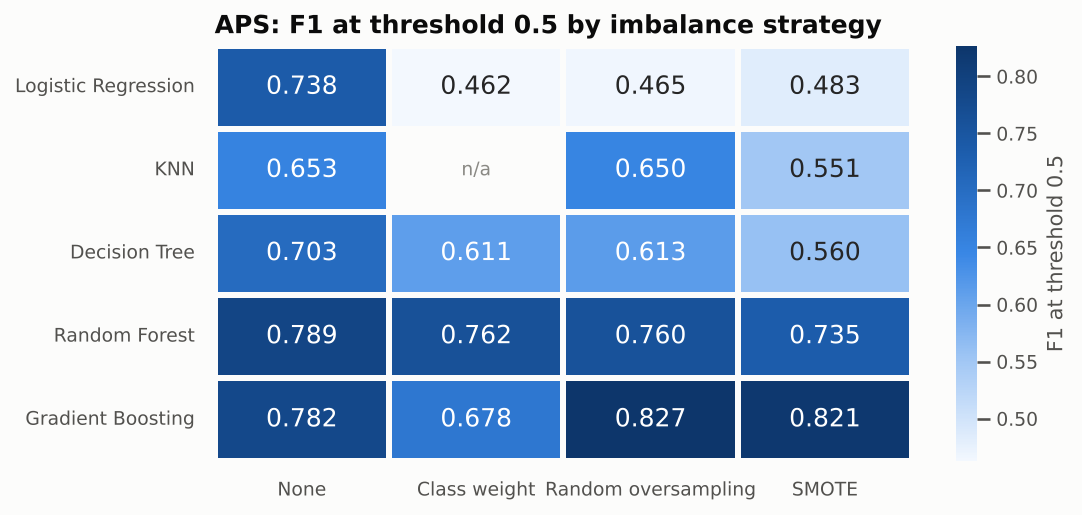 APS: F1 at threshold 0.5 by imbalance strategy
Logistic Regression 0.738 0.462 0.465 0.483
KNN 0.653 n/a 0.650 0.551
Decision Tree 0.703 0.611 0.613 0.560
Random Forest 0.789 0.762 0.760 0.735
Gradient Boosting 0.782 0.678 0.827 0.821
None Class weight Random oversampling SMOTE
0.80
0.75
0.70
0.65
0.60
0.55
0.50
F1 at threshold 0.5